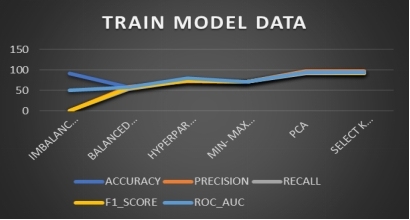 TRAIN MODEL DATA
150
100
50
0
IMBALANC...
BALANCED...
HYPERPAR...
MIN- MAX...
PCA
SELECT K...
ACCURACY PRECISION RECALL
F1_SCORE ROC_AUC